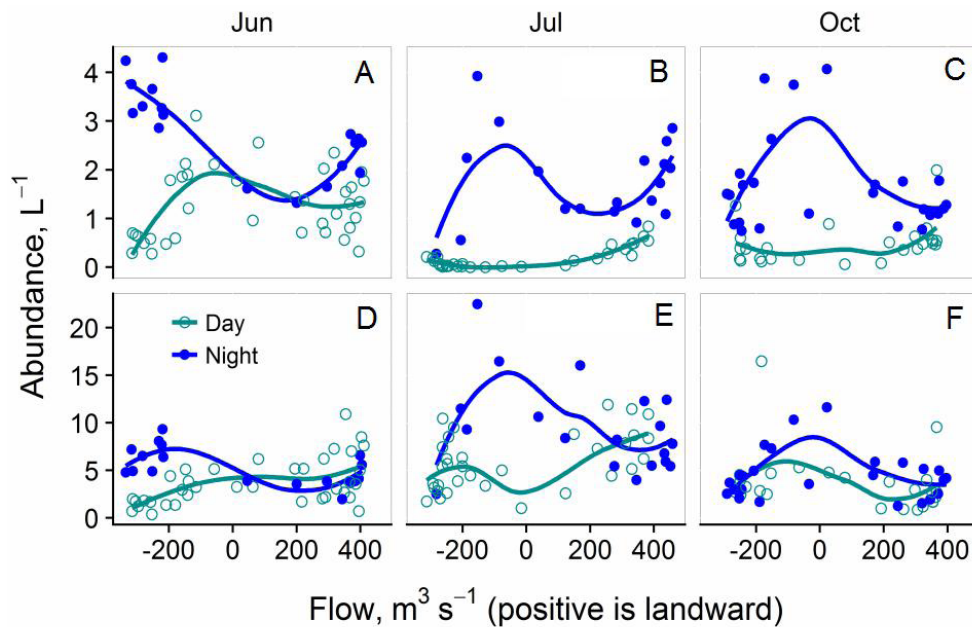 Jun Jul Oct
A B C
4
3
2
1
0
Abundance, L⁻¹
D E F
Day
Night
20
15
10
5
0
-200 0 200 400 -200 0 200 400 -200 0 200 400
Flow, m³ s⁻¹ (positive is landward)